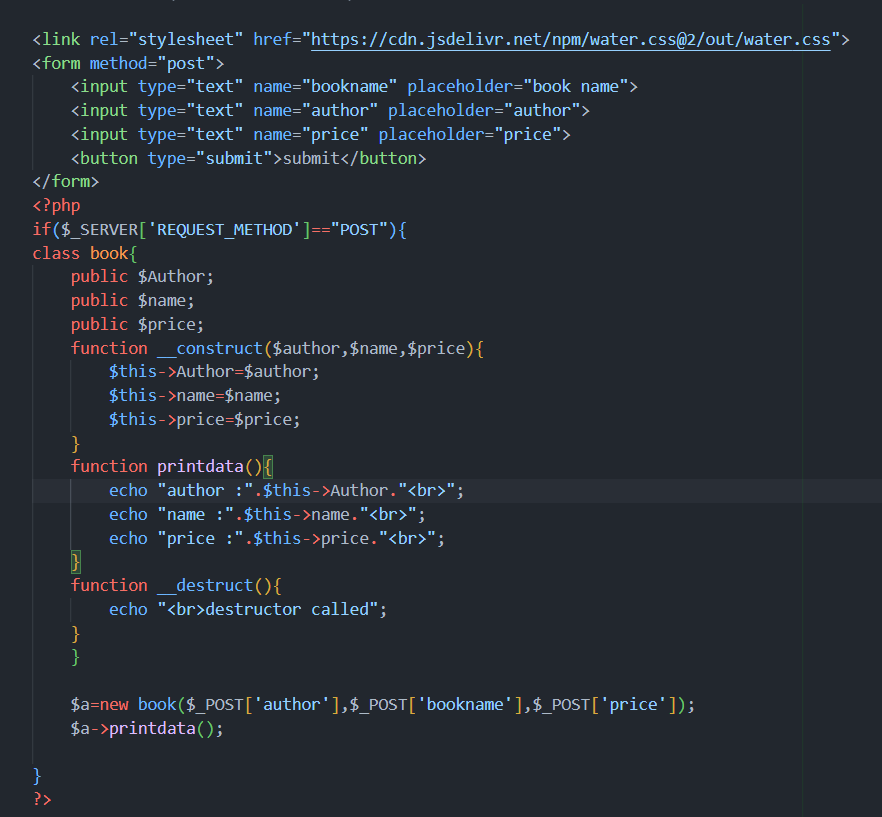 <link rel="stylesheet" href="https://cdn.jsdelivr.net/npm/water.css@2/out/water.css">
<form method="post">
    <input type="text" name="bookname" placeholder="book name">
    <input type="text" name="author" placeholder="author">
    <input type="text" name="price" placeholder="price">
    <button type="submit">submit</button>
</form>
<?php
if($_SERVER['REQUEST_METHOD']=="POST"){
class book{
    public $Author;
    public $name;
    public $price;
    function __construct($author,$name,$price){
        $this->Author=$author;
        $this->name=$name;
        $this->price=$price;
    }
    function printdata(){
        echo "author :".$this->Author."<br>";
        echo "name :".$this->name."<br>";
        echo "price :".$this->price."<br>";
    }
    function __destruct(){
        echo "<br>destructor called";
    }
    }
    $a=new book($_POST['author'],$_POST['bookname'],$_POST['price']);
    $a->printdata();
}
?>